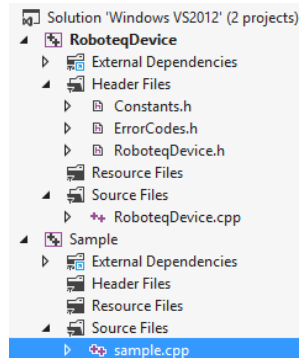 Solution 'Windows VS2012' (2 projects)
RoboteqDevice
External Dependencies
Header Files
Constants.h
ErrorCodes.h
RoboteqDevice.h
Resource Files
Source Files
RoboteqDevice.cpp
Sample
External Dependencies
Header Files
Resource Files
Source Files
sample.cpp